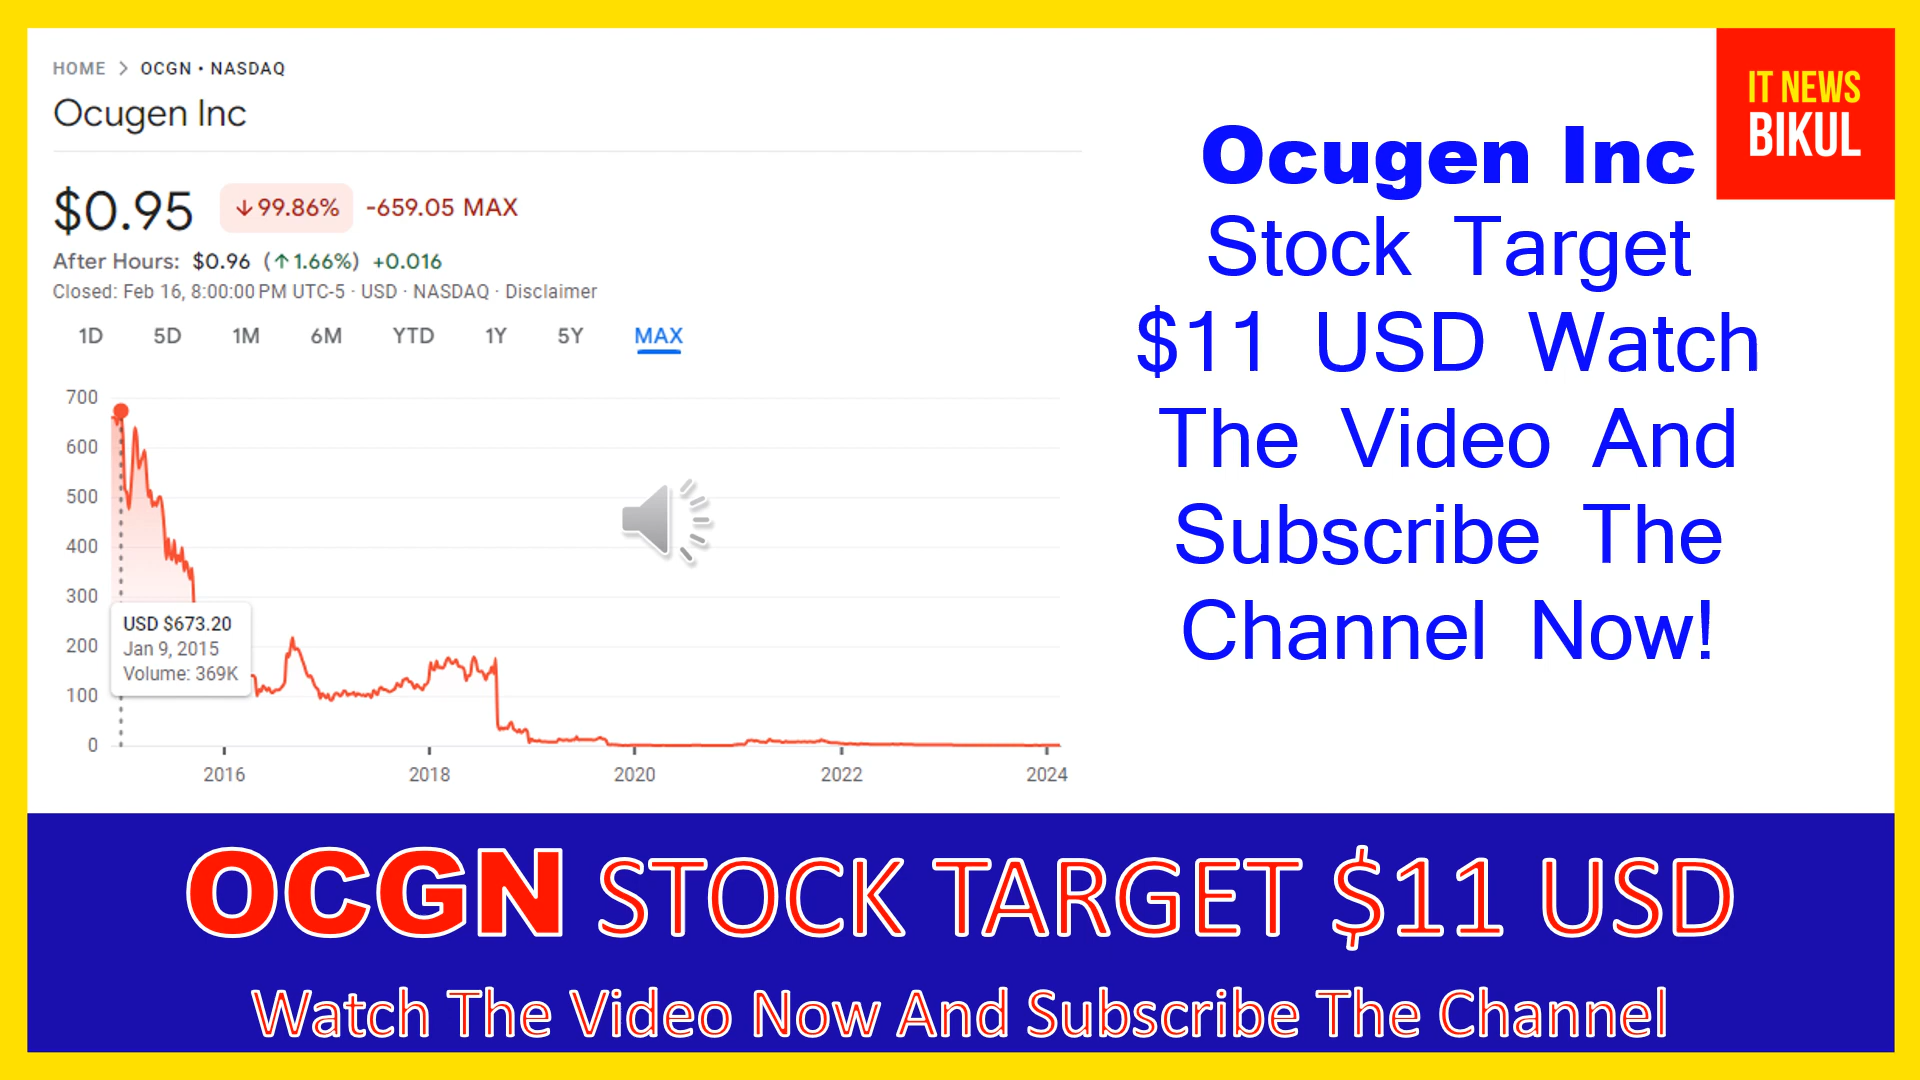 HOME > OCGN • NASDAQ
Ocugen Inc
$0.95 ↓99.86% -659.05 MAX
After Hours: $0.96 (↑1.66%) +0.016
Closed: Feb 16, 8:00:00 PM UTC-5 · USD · NASDAQ · Disclaimer
1D 5D 1M 6M YTD 1Y 5Y MAX
700
600
500
400
300
200
100
0
USD $673.20
Jan 9, 2015
Volume: 369K
2016 2018 2020 2022 2024
IT NEWS
BIKUL
Ocugen Inc
Stock Target
$11 USD Watch
The Video And
Subscribe The
Channel Now!
OCGN STOCK TARGET $11 USD
Watch The Video Now And Subscribe The Channel